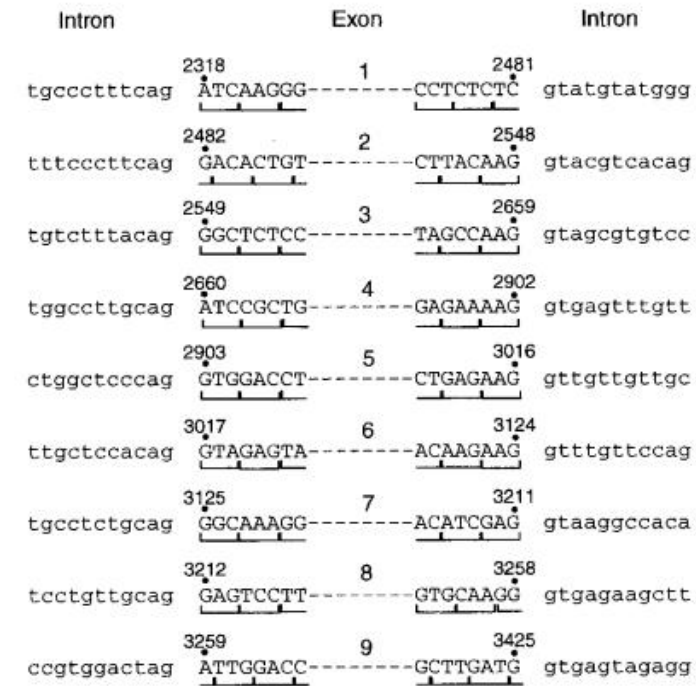 Intron Exon Intron
2318 1 2481
tgccctttcag ATCAAGGG--------CCTCTCTC gtatgtatggg
2482 2 2548
tttcccttcag GACACTGT--------CTTACAAG gtacgtcacag
2549 3 2659
tgtctttacag GGCTCTCC--------TAGCCAAG gtagcgtgtcc
2660 4 2902
tggccttgcag ATCCGCTG--------GAGAAAAG gtgagtttgtt
2903 5 3016
ctggctcccag GTGGACCT--------CTGAGAAG gttgttgttgc
3017 6 3124
ttgctccacag GTAGAGTA--------ACAAGAAG gtttgttccag
3125 7 3211
tgcctctgcag GGCAAAGG--------ACATCGAG gtaaggccaca
3212 8 3258
tcctgttgcag GAGTCCTT--------GTGCAAGG gtgagaagctt
3259 9 3425
ccgtggactag ATTGGACC--------GCTTGATG gtgagtagagg